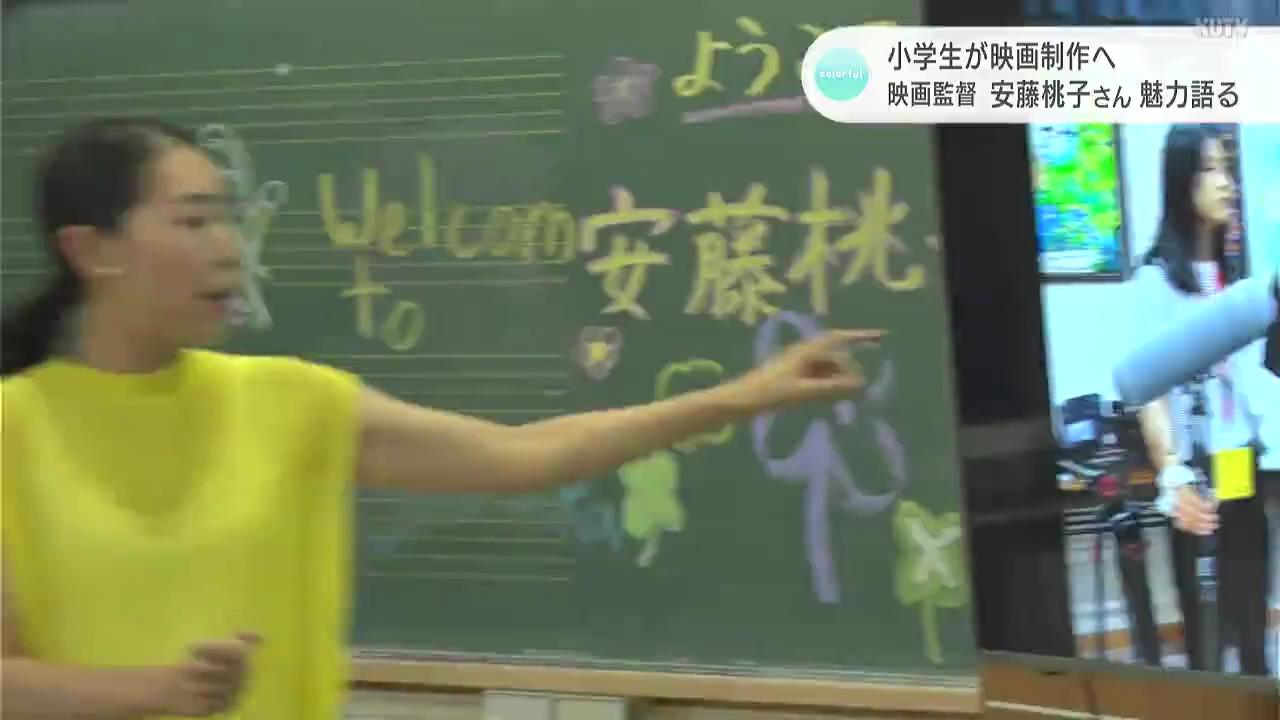 KUTV
小学生が映画制作へ
colorful
映画監督 安藤桃子さん 魅力語る
よう
Welcom
to
安藤桃